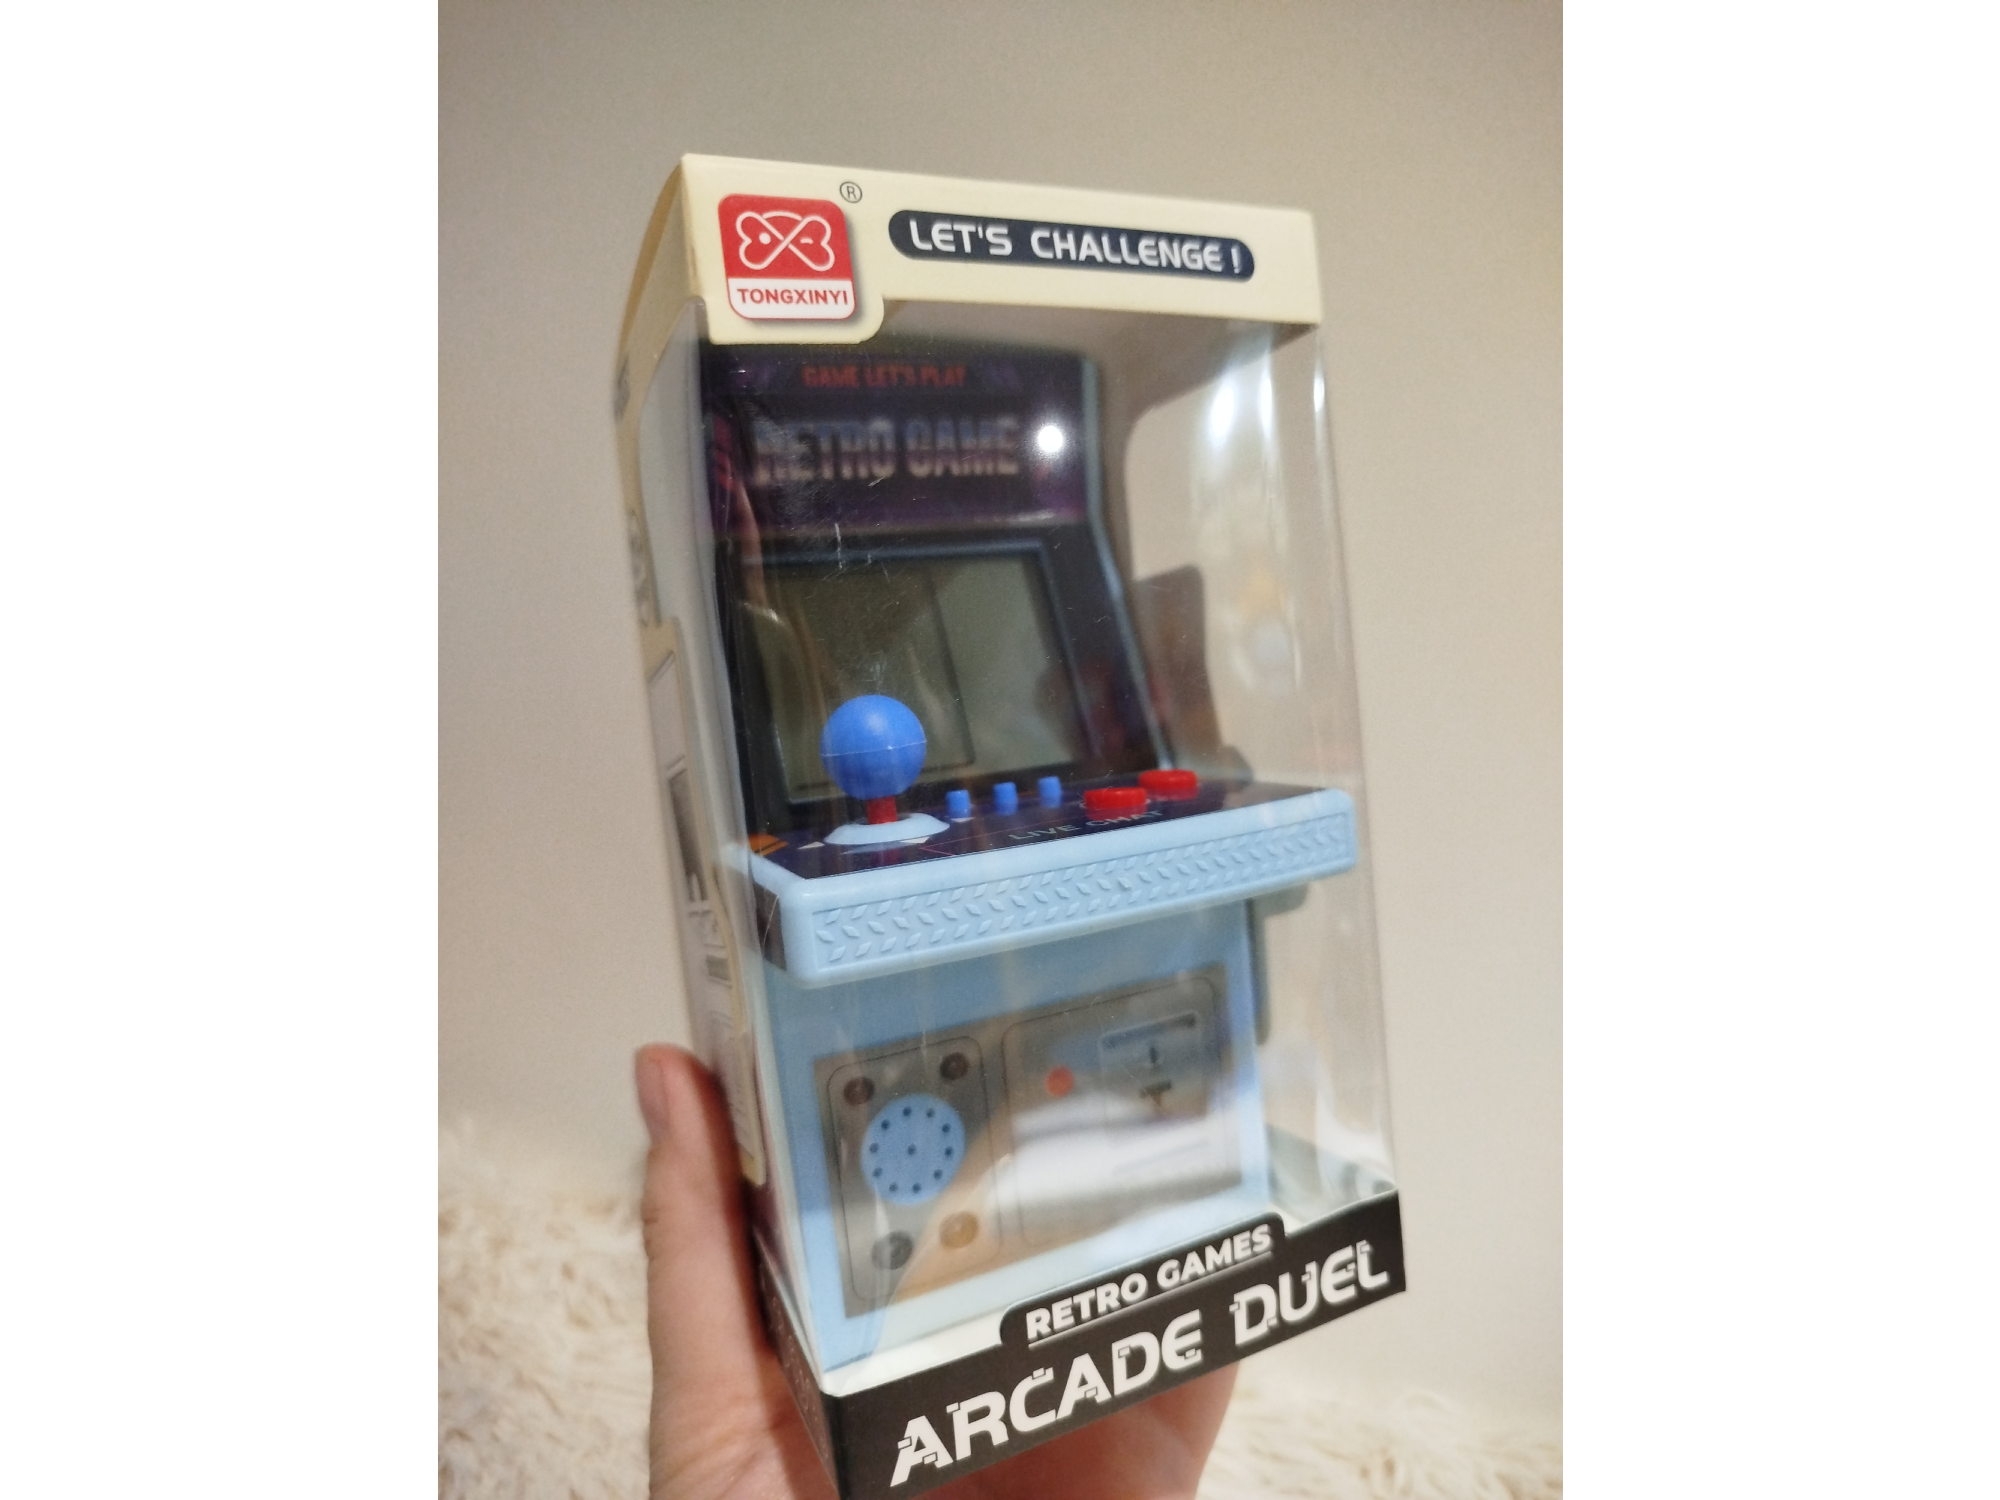 ®
LET'S CHALLENGE!
TONGXINYI
GAME LET'S PLAY
RETRO GAME
LIVE CHAT
RETRO GAMES
ARCADE DUEL